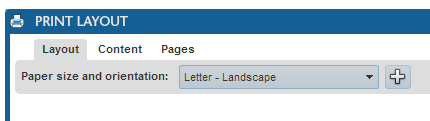 PRINT LAYOUT
Layout Content Pages
Paper size and orientation: Letter - Landscape